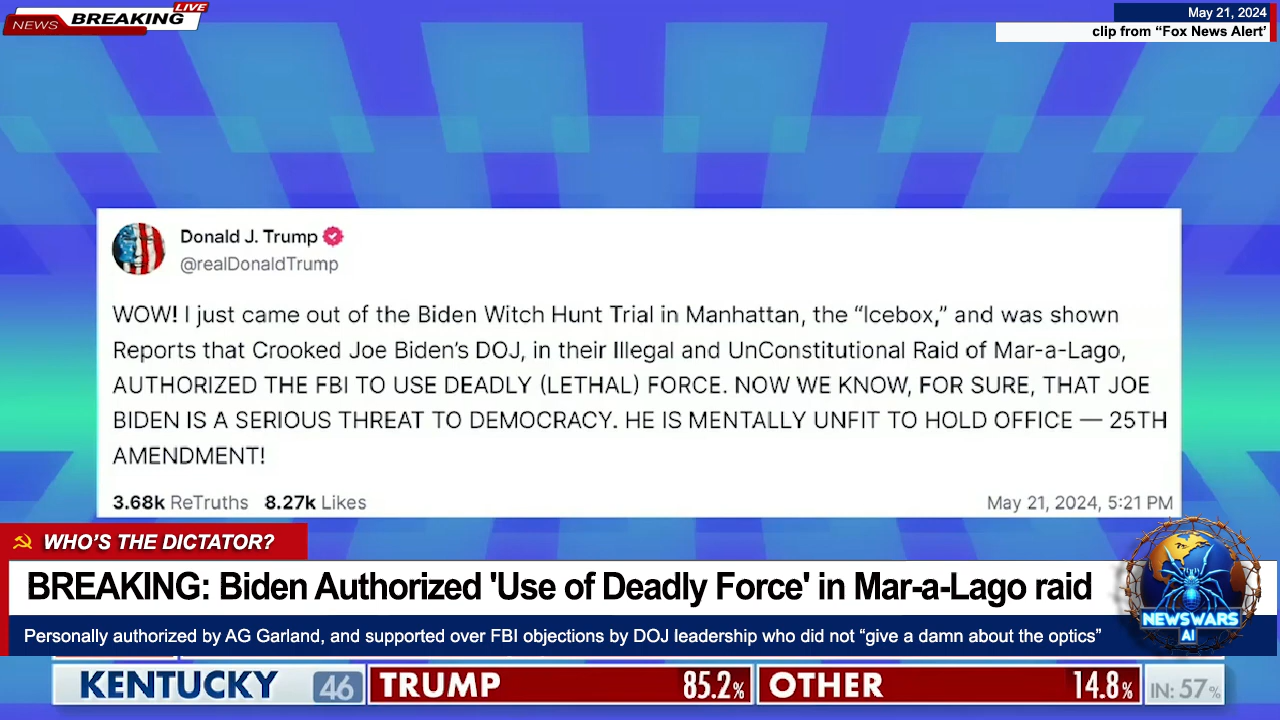 NEWS BREAKING LIVE
May 21, 2024
clip from “Fox News Alert’
Donald J. Trump
@realDonaldTrump
WOW! I just came out of the Biden Witch Hunt Trial in Manhattan, the “Icebox,” and was shown
Reports that Crooked Joe Biden’s DOJ, in their Illegal and UnConstitutional Raid of Mar-a-Lago,
AUTHORIZED THE FBI TO USE DEADLY (LETHAL) FORCE. NOW WE KNOW, FOR SURE, THAT JOE
BIDEN IS A SERIOUS THREAT TO DEMOCRACY. HE IS MENTALLY UNFIT TO HOLD OFFICE — 25TH
AMENDMENT!
3.68k ReTruths 8.27k Likes May 21, 2024, 5:21 PM
WHO’S THE DICTATOR?
BREAKING: Biden Authorized 'Use of Deadly Force' in Mar-a-Lago raid
Personally authorized by AG Garland, and supported over FBI objections by DOJ leadership who did not “give a damn about the optics”
NEWSWARS
AI
KENTUCKY 46 TRUMP 85.2% OTHER 14.8% IN: 57%